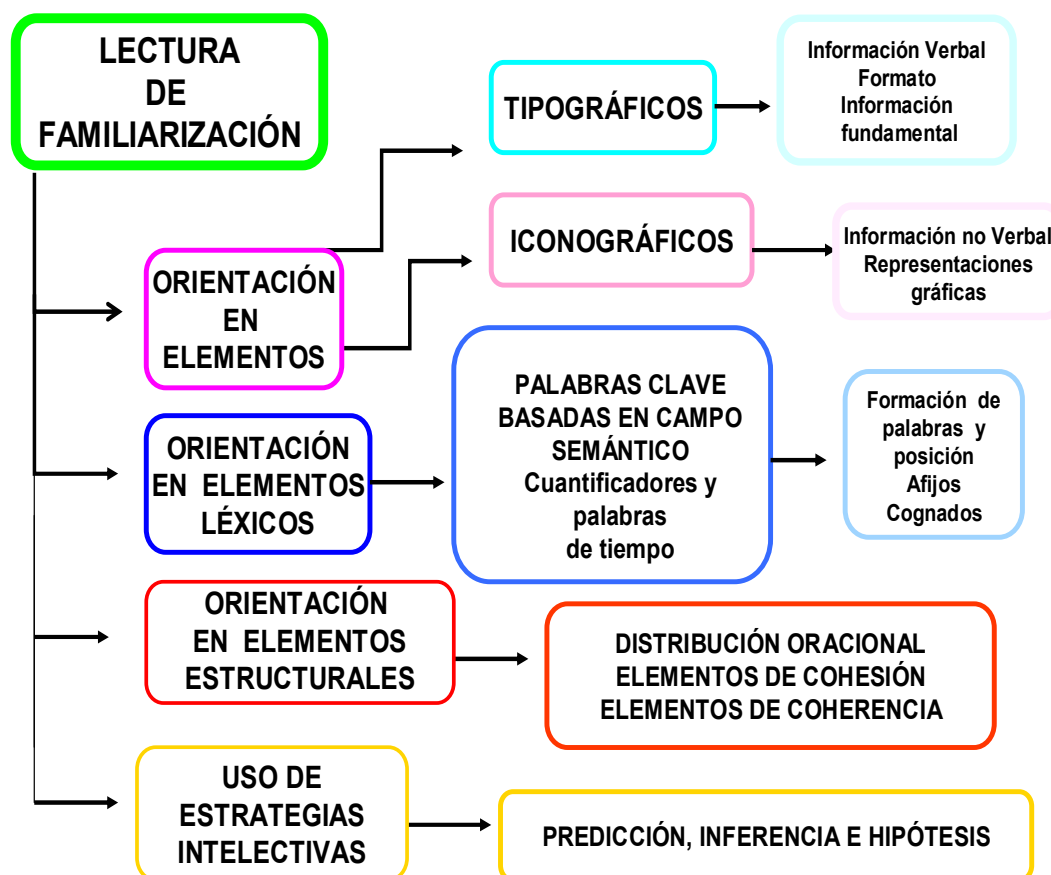 LECTURA
DE
FAMILIARIZACIÓN
TIPOGRÁFICOS
Información Verbal
Formato
Información
fundamental
ICONOGRÁFICOS
Información no Verbal
Representaciones
gráficas
ORIENTACIÓN
EN
ELEMENTOS
PALABRAS CLAVE
BASADAS EN CAMPO
SEMÁNTICO
Cuantificadores y
palabras
de tiempo
Formación de
palabras y
posición
Afijos
Cognados
ORIENTACIÓN
EN ELEMENTOS
LÉXICOS
ORIENTACIÓN
EN ELEMENTOS
ESTRUCTURALES
DISTRIBUCIÓN ORACIONAL
ELEMENTOS DE COHESIÓN
ELEMENTOS DE COHERENCIA
USO DE
ESTRATEGIAS
INTELECTIVAS
PREDICCIÓN, INFERENCIA E HIPÓTESIS